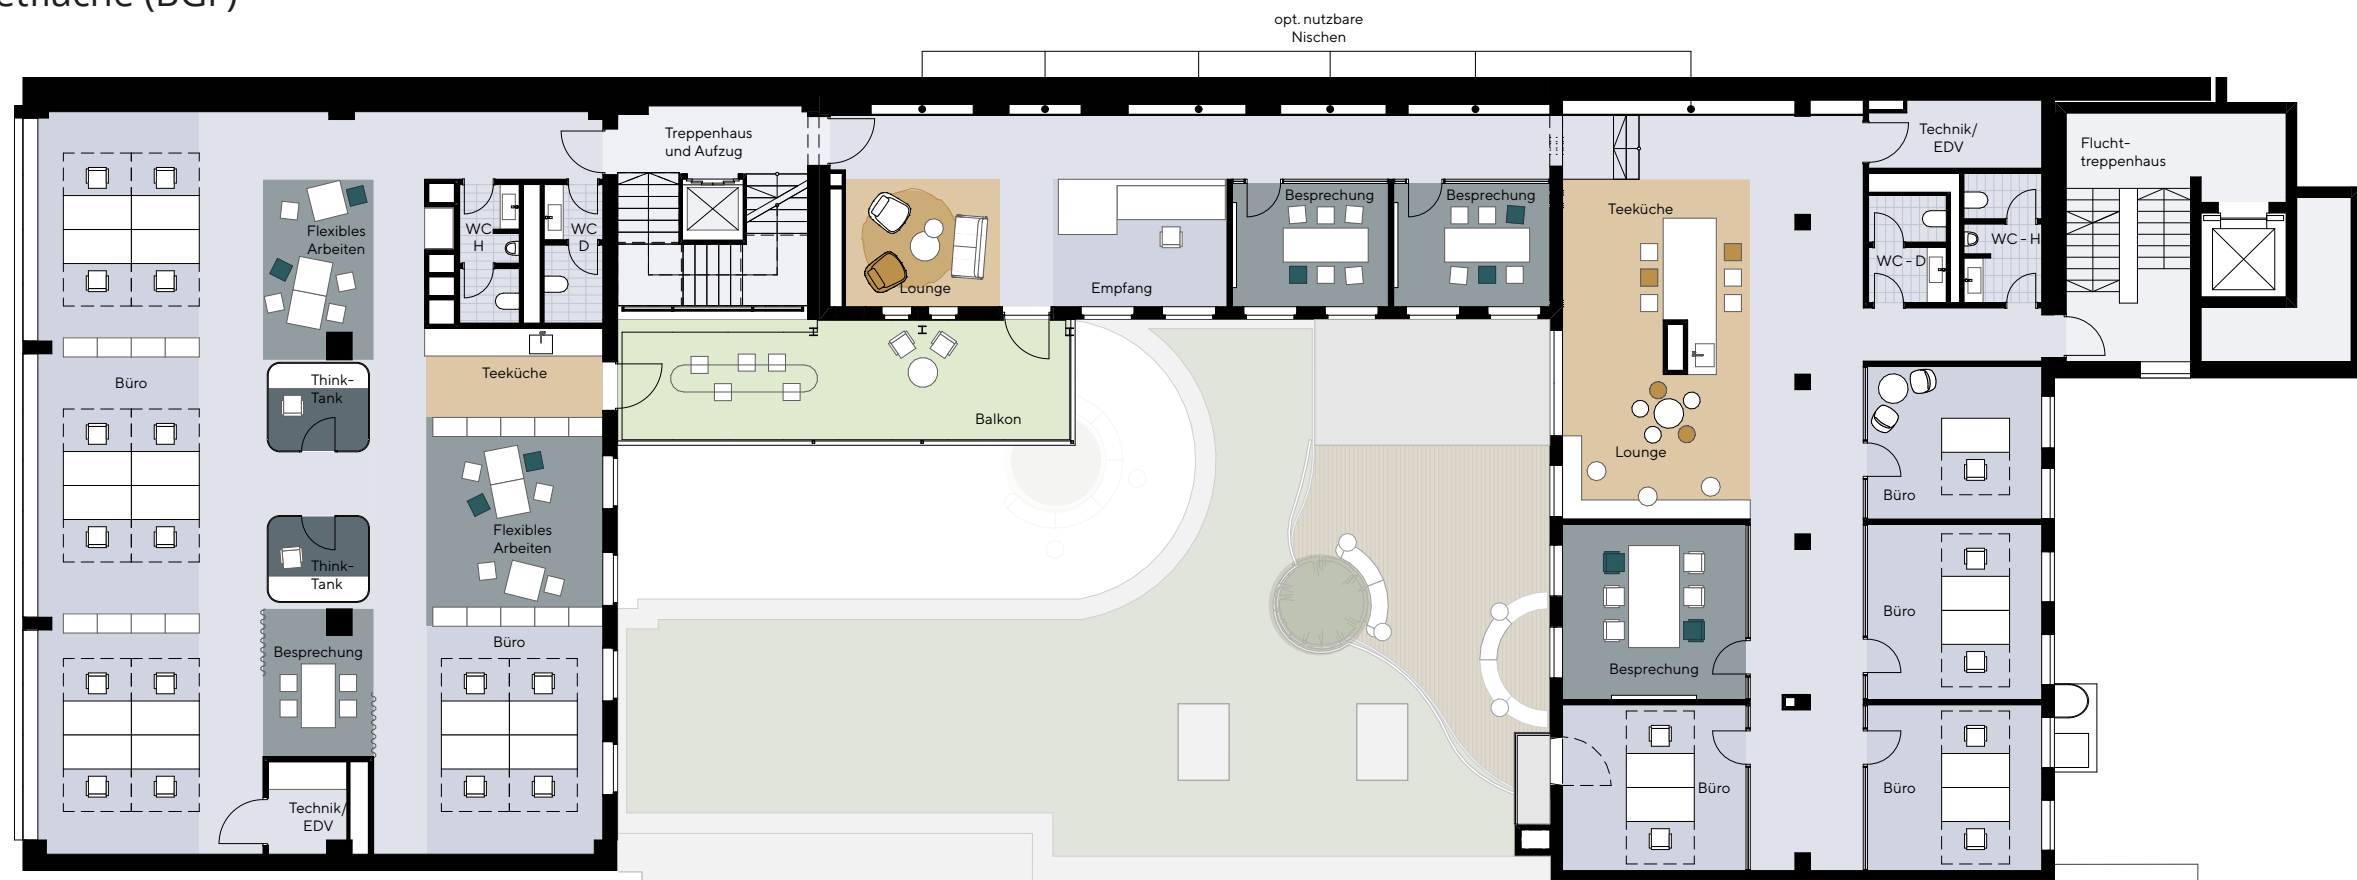 etfläche (BGF)
opt. nutzbare
Nischen
Treppenhaus
und Aufzug
Technik/
EDV
Flucht-
treppenhaus
Flexibles
Arbeiten
WC
H
WC
D
Lounge
Empfang
Besprechung
Besprechung
Teeküche
WC - D
WC - H
Büro
Think-
Tank
Teeküche
Balkon
Lounge
Büro
Flexibles
Arbeiten
Think-
Tank
Büro
Besprechung
Büro
Besprechung
Technik/
EDV
Büro
Büro